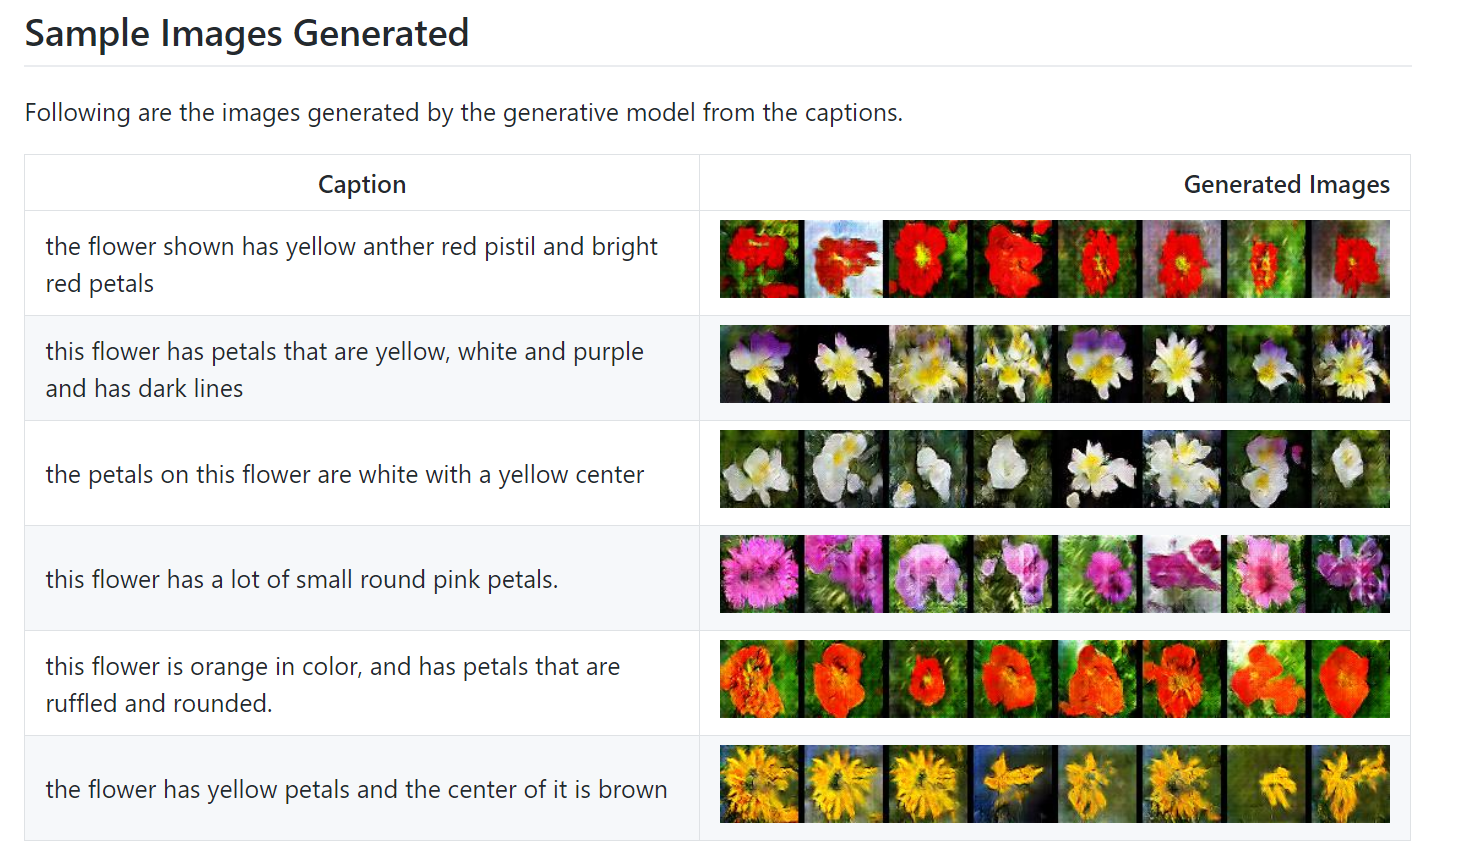 Sample Images Generated
Following are the images generated by the generative model from the captions.
Caption
Generated Images
the flower shown has yellow anther red pistil and bright
red petals
this flower has petals that are yellow, white and purple
and has dark lines
the petals on this flower are white with a yellow center
this flower has a lot of small round pink petals.
this flower is orange in color, and has petals that are
ruffled and rounded.
the flower has yellow petals and the center of it is brown